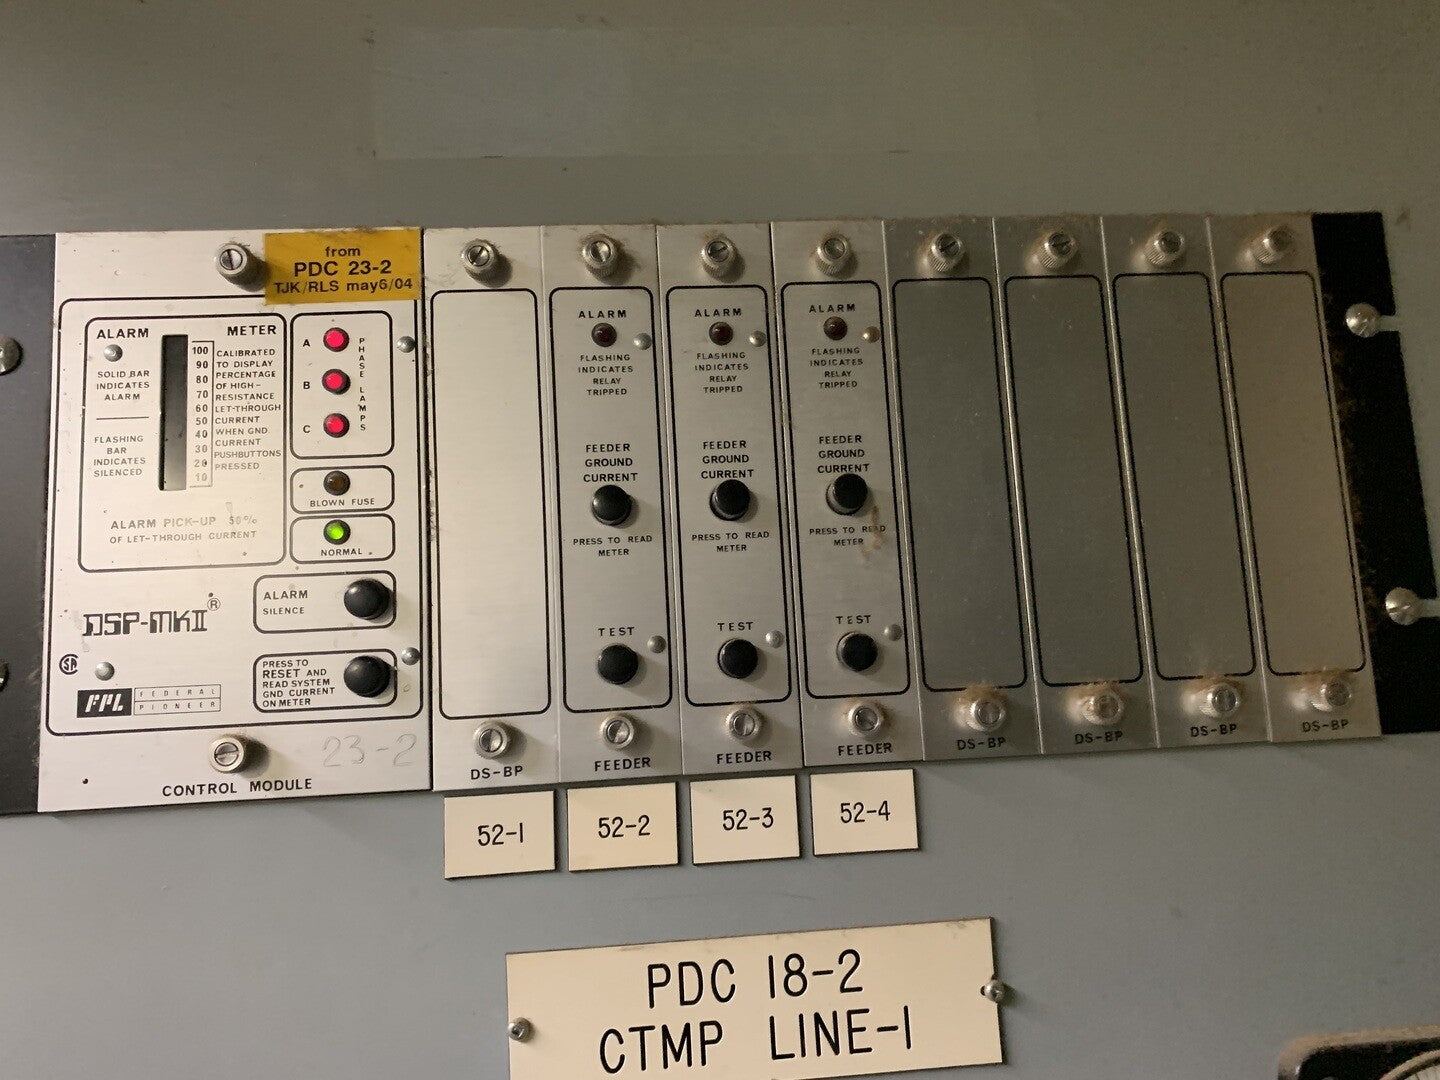 from
PDC 23-2
TJK/RLS may6/04
ALARM
SOLID BAR
INDICATES
ALARM
FLASHING
BAR
INDICATES
SILENCED
100
90
80
70
60
50
40
30
20
10
METER
CALIBRATED
TO DISPLAY
PERCENTAGE
OF HIGH-
RESISTANCE
LET-THROUGH
CURRENT
WHEN GND
CURRENT
PUSHBUTTONS
PRESSED
ALARM PICK-UP 50%
OF LET-THROUGH CURRENT
A
B
C
PHASE LAMPS
BLOWN FUSE
NORMAL
ALARM
SILENCE
DSP-MKII®
PRESS TO
RESET AND
READ SYSTEM
GND CURRENT
ON METER
SA
FPL
FEDERAL
PIONEER
23-2
CONTROL MODULE
DS-BP
ALARM
FLASHING
INDICATES
RELAY
TRIPPED
FEEDER
GROUND
CURRENT
PRESS TO READ
METER
TEST
FEEDER
ALARM
FLASHING
INDICATES
RELAY
TRIPPED
FEEDER
GROUND
CURRENT
PRESS TO READ
METER
TEST
FEEDER
ALARM
FLASHING
INDICATES
RELAY
TRIPPED
FEEDER
GROUND
CURRENT
PRESS TO READ
METER
TEST
FEEDER
DS-BP
DS-BP
DS-BP
DS-BP
52-1
52-2
52-3
52-4
PDC 18-2
CTMP LINE-1